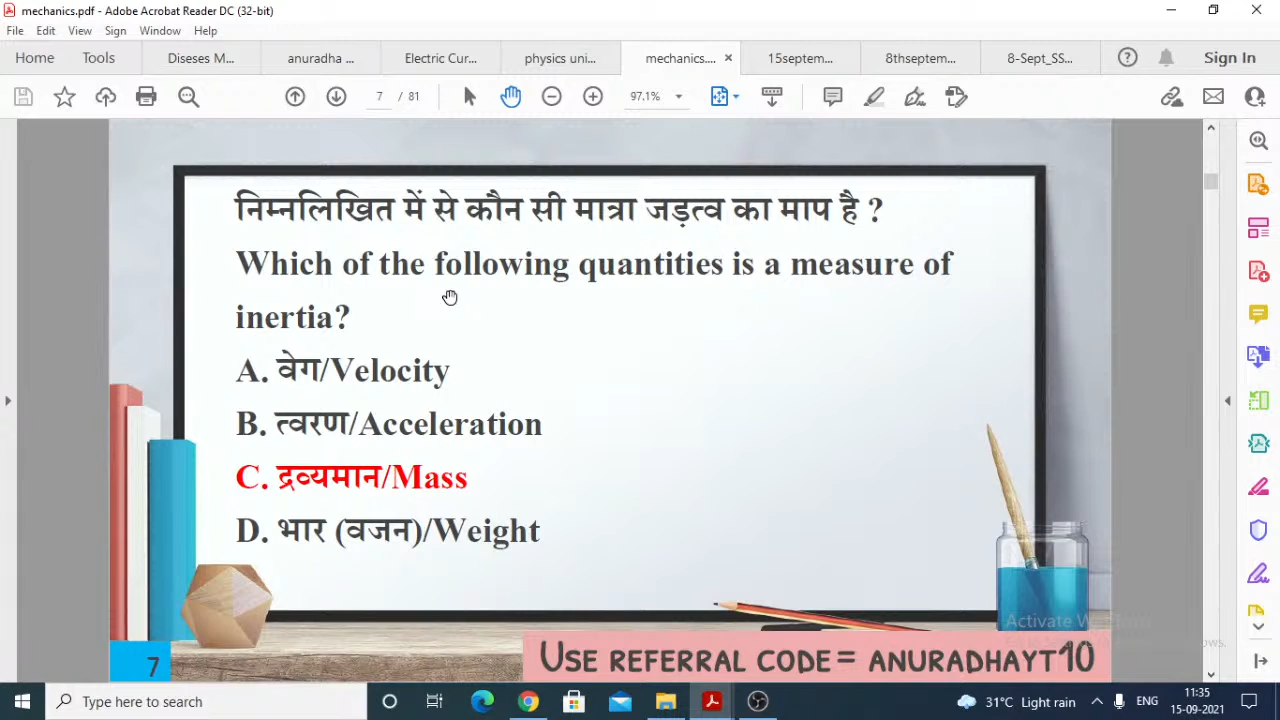 mechanics.pdf - Adobe Acrobat Reader DC (32-bit)
File Edit View Sign Window Help
Home Tools Diseses M... anuradha ... Electric Cur... physics uni... mechanics.... × 15septem... 8thseptem... 8-Sept_SS... Sign In
7 / 81 97.1%
निम्नलिखित में से कौन सी मात्रा जड़त्व का माप है ?
Which of the following quantities is a measure of
inertia?
A. वेग/Velocity
B. त्वरण/Acceleration
C. द्रव्यमान/Mass
D. भार (वजन)/Weight
7
USE REFERRAL CODE= ANURADHAYT10
Type here to search
31°C Light rain
ENG
11:35
15-09-2021